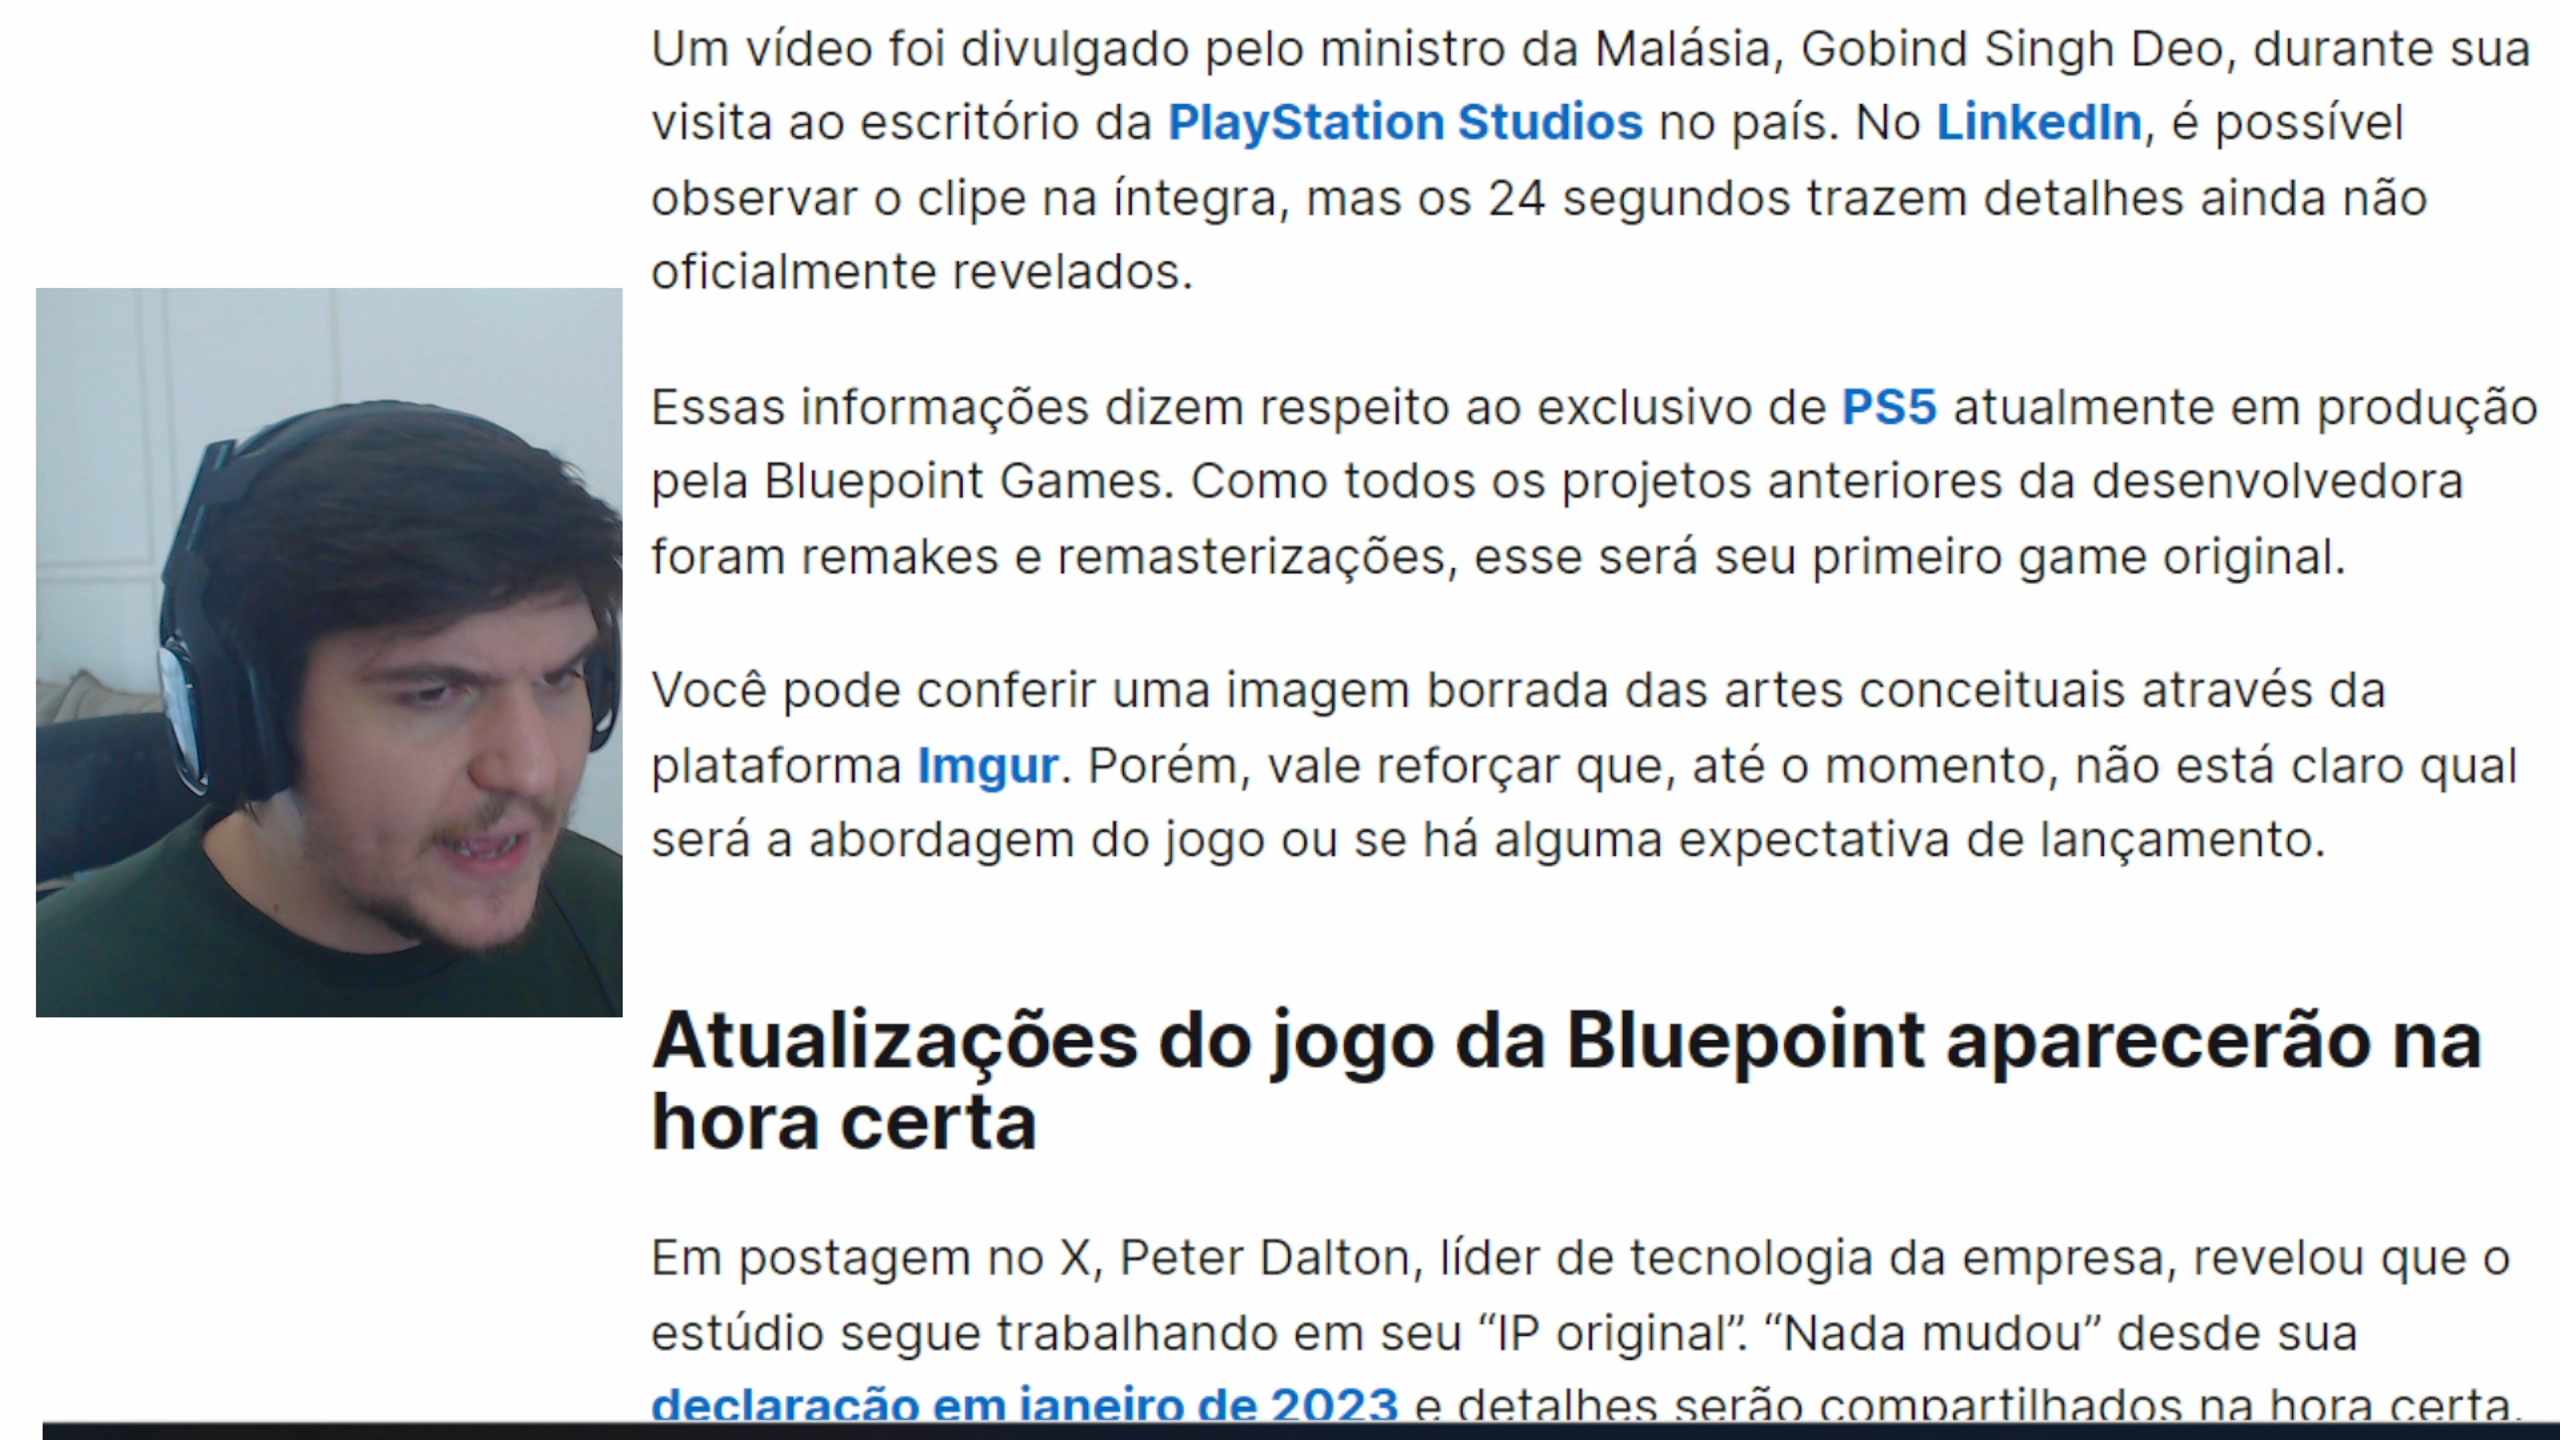 Um vídeo foi divulgado pelo ministro da Malásia, Gobind Singh Deo, durante sua
visita ao escritório da PlayStation Studios no país. No LinkedIn, é possível
observar o clipe na íntegra, mas os 24 segundos trazem detalhes ainda não
oficialmente revelados.
Essas informações dizem respeito ao exclusivo de PS5 atualmente em produção
pela Bluepoint Games. Como todos os projetos anteriores da desenvolvedora
foram remakes e remasterizações, esse será seu primeiro game original.
Você pode conferir uma imagem borrada das artes conceituais através da
plataforma Imgur. Porém, vale reforçar que, até o momento, não está claro qual
será a abordagem do jogo ou se há alguma expectativa de lançamento.
Atualizações do jogo da Bluepoint aparecerão na
hora certa
Em postagem no X, Peter Dalton, líder de tecnologia da empresa, revelou que o
estúdio segue trabalhando em seu “IP original”. “Nada mudou” desde sua
declaração em janeiro de 2023 e detalhes serão compartilhados na hora certa.